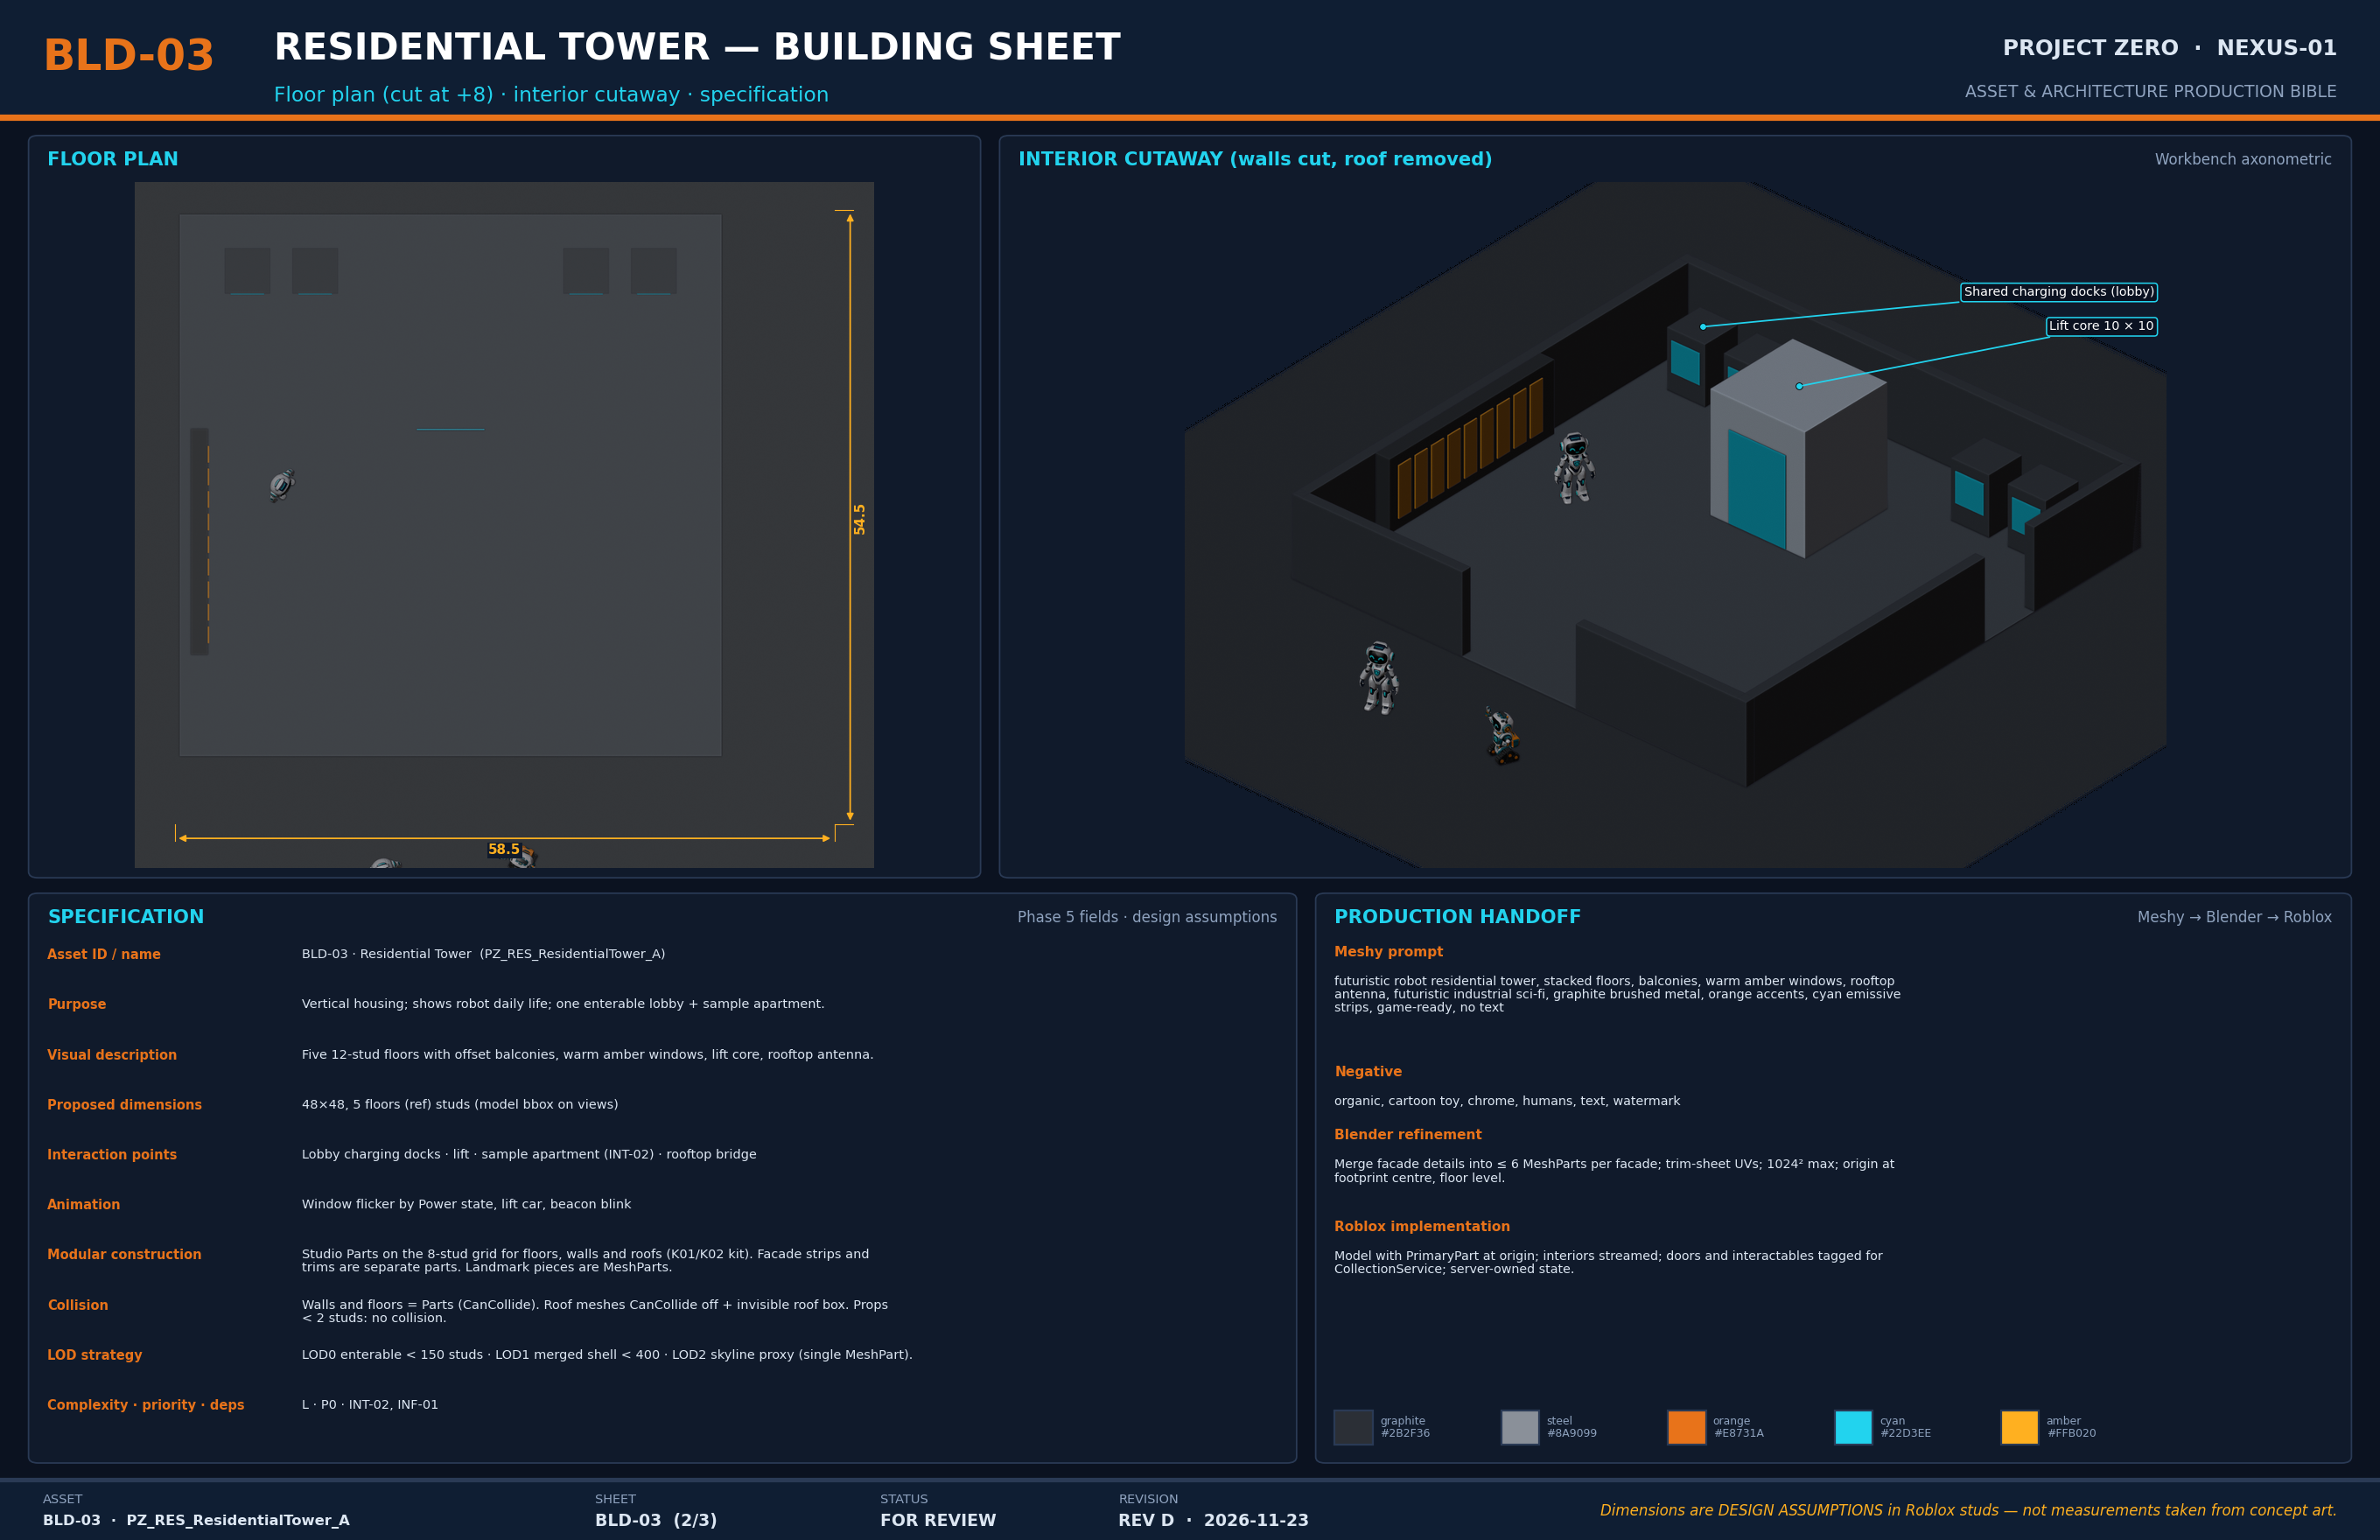 BLD-03
RESIDENTIAL TOWER — BUILDING SHEET
Floor plan (cut at +8) · interior cutaway · specification
PROJECT ZERO · NEXUS-01
ASSET & ARCHITECTURE PRODUCTION BIBLE
FLOOR PLAN
54.5
58.5
INTERIOR CUTAWAY (walls cut, roof removed)
Workbench axonometric
Shared charging docks (lobby)
Lift core 10 × 10
SPECIFICATION
Phase 5 fields · design assumptions
Asset ID / name
BLD-03 · Residential Tower (PZ_RES_ResidentialTower_A)
Purpose
Vertical housing; shows robot daily life; one enterable lobby + sample apartment.
Visual description
Five 12-stud floors with offset balconies, warm amber windows, lift core, rooftop antenna.
Proposed dimensions
48×48, 5 floors (ref) studs (model bbox on views)
Interaction points
Lobby charging docks · lift · sample apartment (INT-02) · rooftop bridge
Animation
Window flicker by Power state, lift car, beacon blink
Modular construction
Studio Parts on the 8-stud grid for floors, walls and roofs (K01/K02 kit). Facade strips and
trims are separate parts. Landmark pieces are MeshParts.
Collision
Walls and floors = Parts (CanCollide). Roof meshes CanCollide off + invisible roof box. Props
< 2 studs: no collision.
LOD strategy
LOD0 enterable < 150 studs · LOD1 merged shell < 400 · LOD2 skyline proxy (single MeshPart).
Complexity · priority · deps
L · P0 · INT-02, INF-01
PRODUCTION HANDOFF
Meshy → Blender → Roblox
Meshy prompt
futuristic robot residential tower, stacked floors, balconies, warm amber windows, rooftop
antenna, futuristic industrial sci-fi, graphite brushed metal, orange accents, cyan emissive
strips, game-ready, no text
Negative
organic, cartoon toy, chrome, humans, text, watermark
Blender refinement
Merge facade details into ≤ 6 MeshParts per facade; trim-sheet UVs; 1024² max; origin at
footprint centre, floor level.
Roblox implementation
Model with PrimaryPart at origin; interiors streamed; doors and interactables tagged for
CollectionService; server-owned state.
graphite
#2B2F36
steel
#8A9099
orange
#E8731A
cyan
#22D3EE
amber
#FFB020
ASSET
BLD-03 · PZ_RES_ResidentialTower_A
SHEET
BLD-03 (2/3)
STATUS
FOR REVIEW
REVISION
REV D · 2026-11-23
Dimensions are DESIGN ASSUMPTIONS in Roblox studs — not measurements taken from concept art.